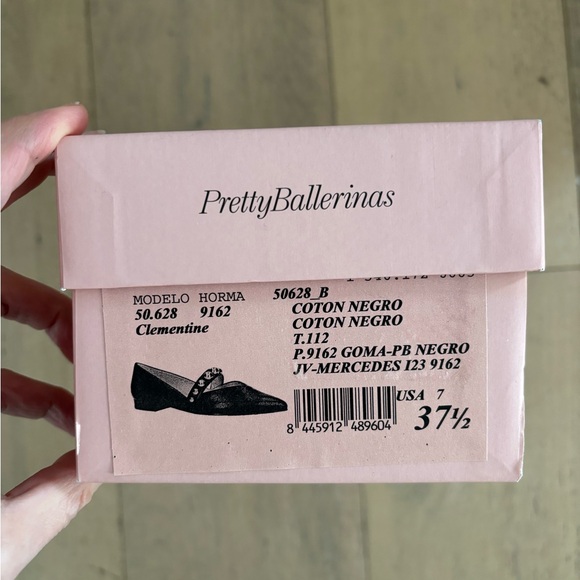 PrettyBallerinas
MODELO HORMA 50628_B
50.628 9162 COTON NEGRO
Clementine COTON NEGRO
T.112
P.9162 GOMA-PB NEGRO
JV-MERCEDES I23 9162
USA 7
8 445912 489604 37½